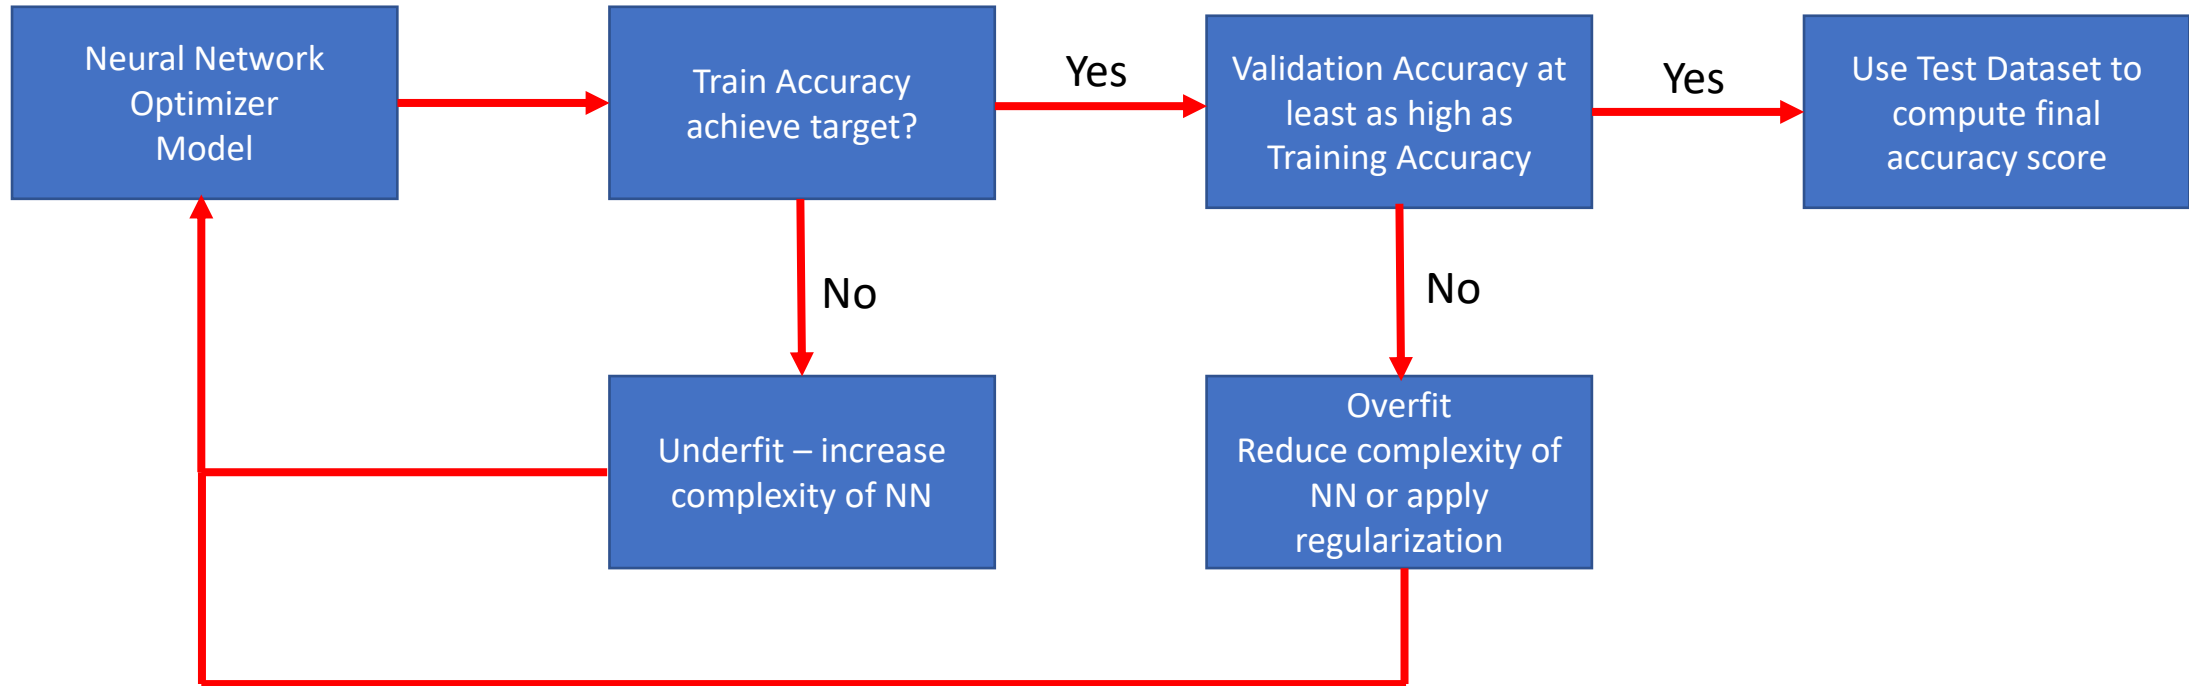 Neural Network
Optimizer
Model
Train Accuracy
achieve target?
Yes
Validation Accuracy at
least as high as
Training Accuracy
Yes
Use Test Dataset to
compute final
accuracy score
No
No
Underfit – increase
complexity of NN
Overfit
Reduce complexity of
NN or apply
regularization